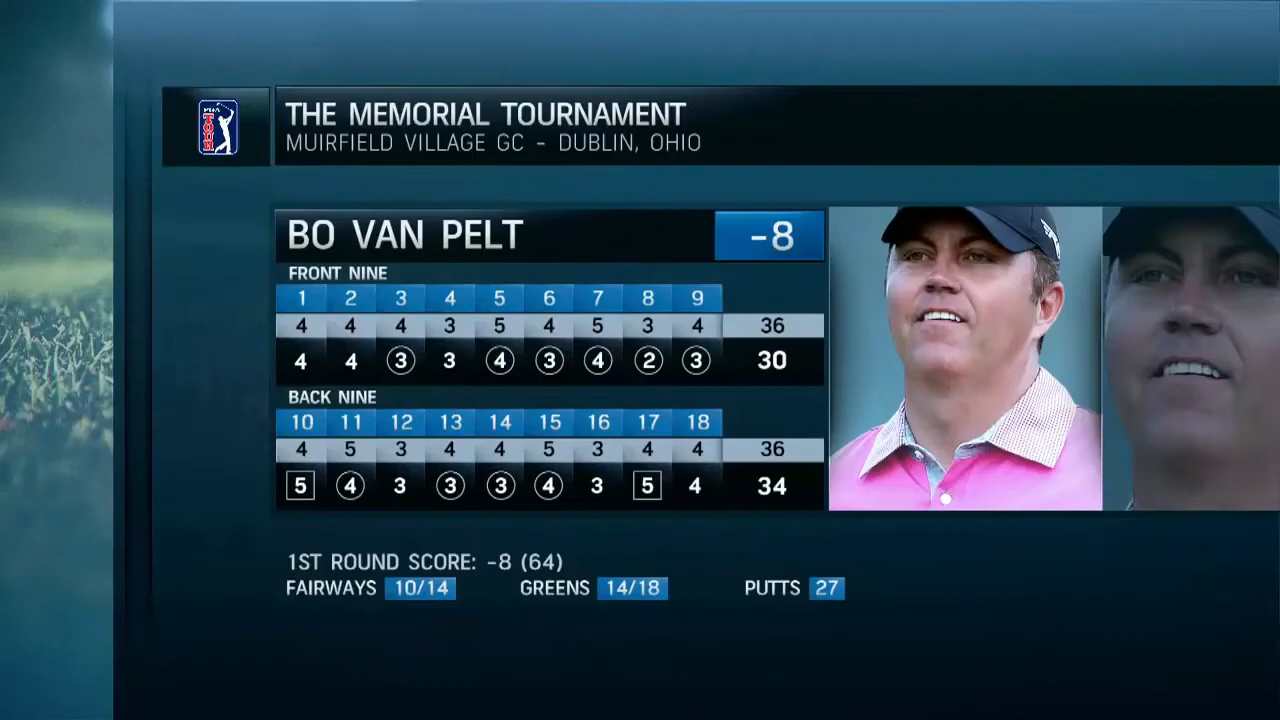 PGA TOUR
THE MEMORIAL TOURNAMENT
MUIRFIELD VILLAGE GC - DUBLIN, OHIO
BO VAN PELT -8
FRONT NINE
1 2 3 4 5 6 7 8 9
4 4 4 3 5 4 5 3 4 36
4 4 3 3 4 3 4 2 3 30
BACK NINE
10 11 12 13 14 15 16 17 18
4 5 3 4 4 5 3 4 4 36
5 4 3 3 3 4 3 5 4 34
1ST ROUND SCORE: -8 (64)
FAIRWAYS 10/14 GREENS 14/18 PUTTS 27